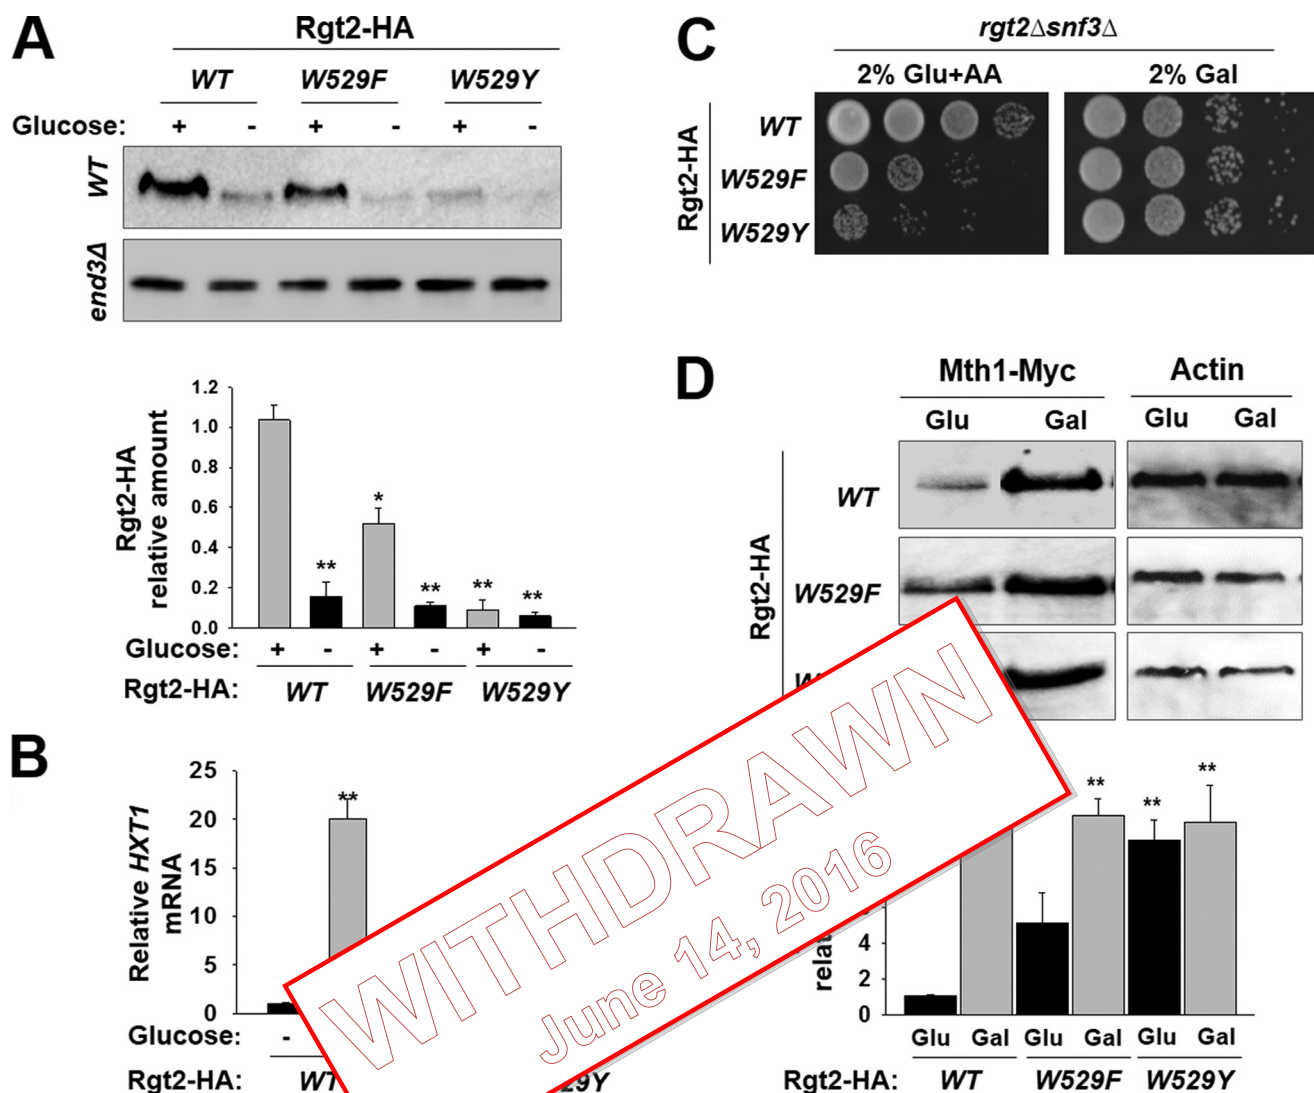 A
Rgt2-HA
WT W529F W529Y
Glucose: + - + - + -
WT
end3Δ
Rgt2-HA
relative amount
1.2
1.0
0.8
0.6
0.4
0.2
0.0
** * ** ** **
Glucose: + - + - + -
Rgt2-HA: WT W529F W529Y
B
Relative HXT1
mRNA
25
20
15
10
5
0
**
Glucose: -
Rgt2-HA: WT 29Y
C
rgt2Δsnf3Δ
2% Glu+AA 2% Gal
Rgt2-HA
WT
W529F
W529Y
D
Mth1-Myc Actin
Glu Gal Glu Gal
Rgt2-HA
WT
W529F
** ** **
4
2
0
Glu Gal Glu Gal Glu Gal
Rgt2-HA: WT W529F W529Y
WITHDRAWN
June 14, 2016